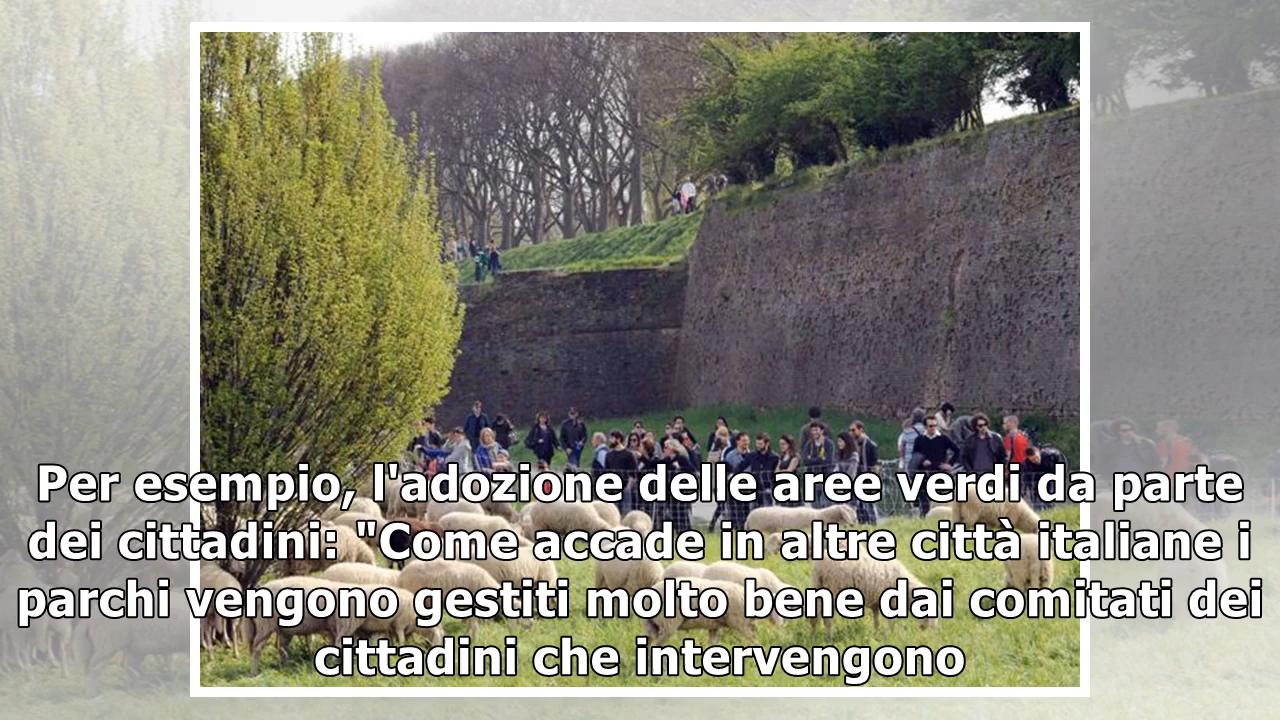 Per esempio, l'adozione delle aree verdi da parte
dei cittadini: "Come accade in altre città italiane i
parchi vengono gestiti molto bene dai comitati dei
cittadini che intervengono